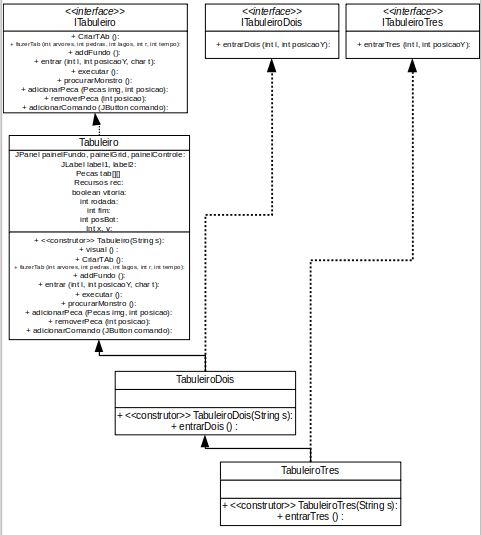 <<interface>>
ITabuleiro
+ CriarTAb ():
+ fazerTab (int arvores, int pedras, int lagos, int r, int tempo):
+ addFundo ():
+ entrar (int l, int posicaoY, char t):
+ executar ():
+ procurarMonstro ():
+ adicionarPeca (Pecas img, int posicao):
+ removerPeca (int posicao):
+ adicionarComando (JButton comando):
<<interface>>
ITabuleiroDois
+ entrarDois (int l, int posicaoY):
<<interface>>
ITabuleiroTres
+ entrarTres (int l, int posicaoY):
Tabuleiro
JPanel painelFundo, painelGrid, painelControle:
JLabel label1, label2:
Pecas tab[][]
Recursos rec:
boolean vitoria:
int rodada:
int fim:
int posBot:
int x, y:
+ <<construtor>> Tabuleiro(String s):
+ visual () :
+ CriarTAb ():
+ fazerTab (int arvores, int pedras, int lagos, int r, int tempo):
+ addFundo ():
+ entrar (int l, int posicaoY, char t):
+ executar ():
+ procurarMonstro ():
+ adicionarPeca (Pecas img, int posicao):
+ removerPeca (int posicao):
+ adicionarComando (JButton comando):
TabuleiroDois
+ <<construtor>> TabuleiroDois(String s):
+ entrarDois () :
TabuleiroTres
+ <<construtor>> TabuleiroTres(String s):
+ entrarTres () :